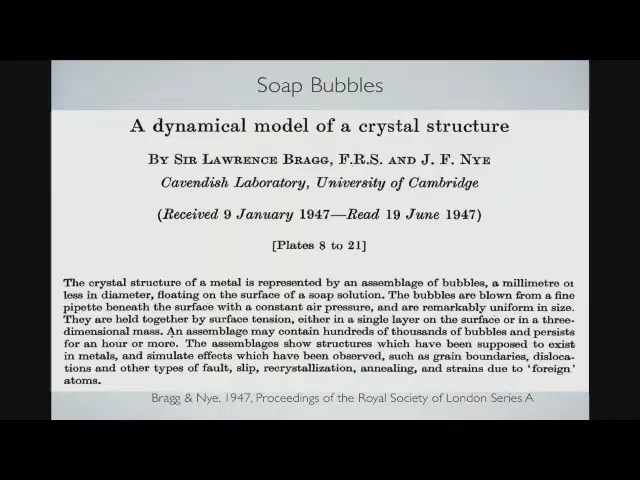 Soap Bubbles
A dynamical model of a crystal structure
By Sir Lawrence Bragg, F.R.S. and J. F. Nye
Cavendish Laboratory, University of Cambridge
(Received 9 January 1947—Read 19 June 1947)
[Plates 8 to 21]
The crystal structure of a metal is represented by an assemblage of bubbles, a millimetre or
less in diameter, floating on the surface of a soap solution. The bubbles are blown from a fine
pipette beneath the surface with a constant air pressure, and are remarkably uniform in size.
They are held together by surface tension, either in a single layer on the surface or in a three-
dimensional mass. An assemblage may contain hundreds of thousands of bubbles and persists
for an hour or more. The assemblages show structures which have been supposed to exist
in metals, and simulate effects which have been observed, such as grain boundaries, disloca-
tions and other types of fault, slip, recrystallization, annealing, and strains due to ‘foreign’
atoms.
Bragg & Nye, 1947, Proceedings of the Royal Society of London Series A